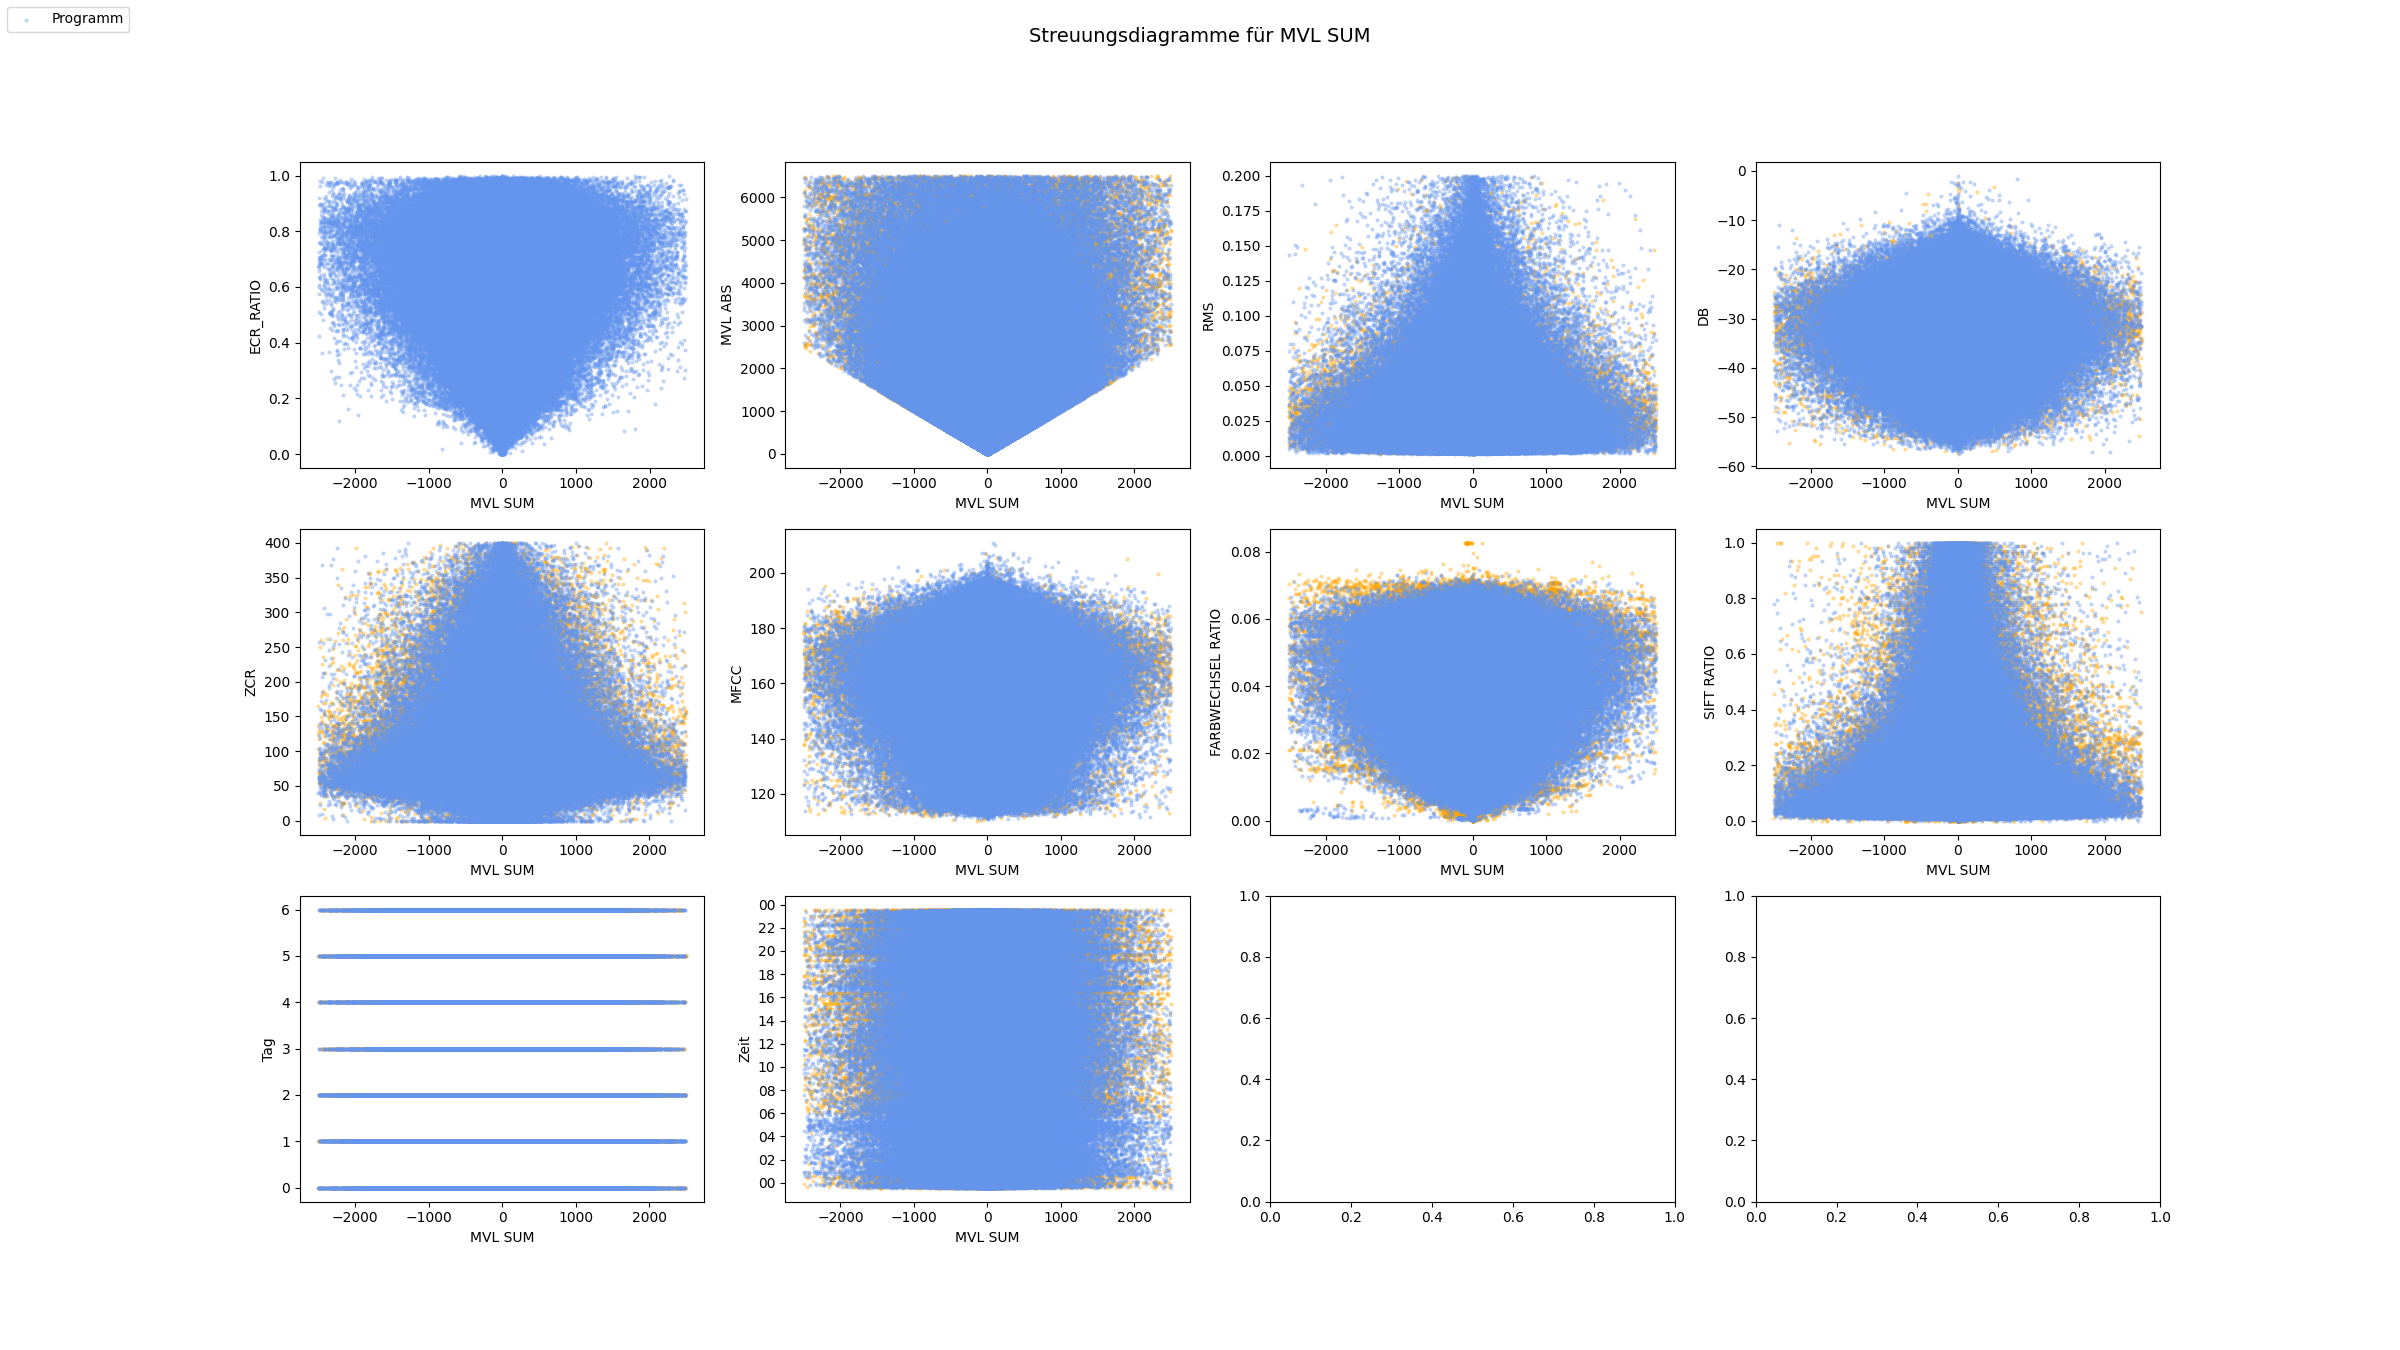 Programm
Streuungsdiagramme für MVL SUM
ECR_RATIO
1.0
0.8
0.6
0.4
0.2
0.0
−2000 −1000 0 1000 2000
MVL SUM
MVL ABS
6000
5000
4000
3000
2000
1000
0
−2000 −1000 0 1000 2000
MVL SUM
RMS
0.200
0.175
0.150
0.125
0.100
0.075
0.050
0.025
0.000
−2000 −1000 0 1000 2000
MVL SUM
DB
0
−10
−20
−30
−40
−50
−60
−2000 −1000 0 1000 2000
MVL SUM
ZCR
400
350
300
250
200
150
100
50
0
−2000 −1000 0 1000 2000
MVL SUM
MFCC
200
180
160
140
120
−2000 −1000 0 1000 2000
MVL SUM
FARBWECHSEL RATIO
0.08
0.06
0.04
0.02
0.00
−2000 −1000 0 1000 2000
MVL SUM
SIFT RATIO
1.0
0.8
0.6
0.4
0.2
0.0
−2000 −1000 0 1000 2000
MVL SUM
Tag
6
5
4
3
2
1
0
−2000 −1000 0 1000 2000
MVL SUM
Zeit
00
22
20
18
16
14
12
10
08
06
04
02
00
−2000 −1000 0 1000 2000
MVL SUM
1.0
0.8
0.6
0.4
0.2
0.0
0.0 0.2 0.4 0.6 0.8 1.0
1.0
0.8
0.6
0.4
0.2
0.0
0.0 0.2 0.4 0.6 0.8 1.0